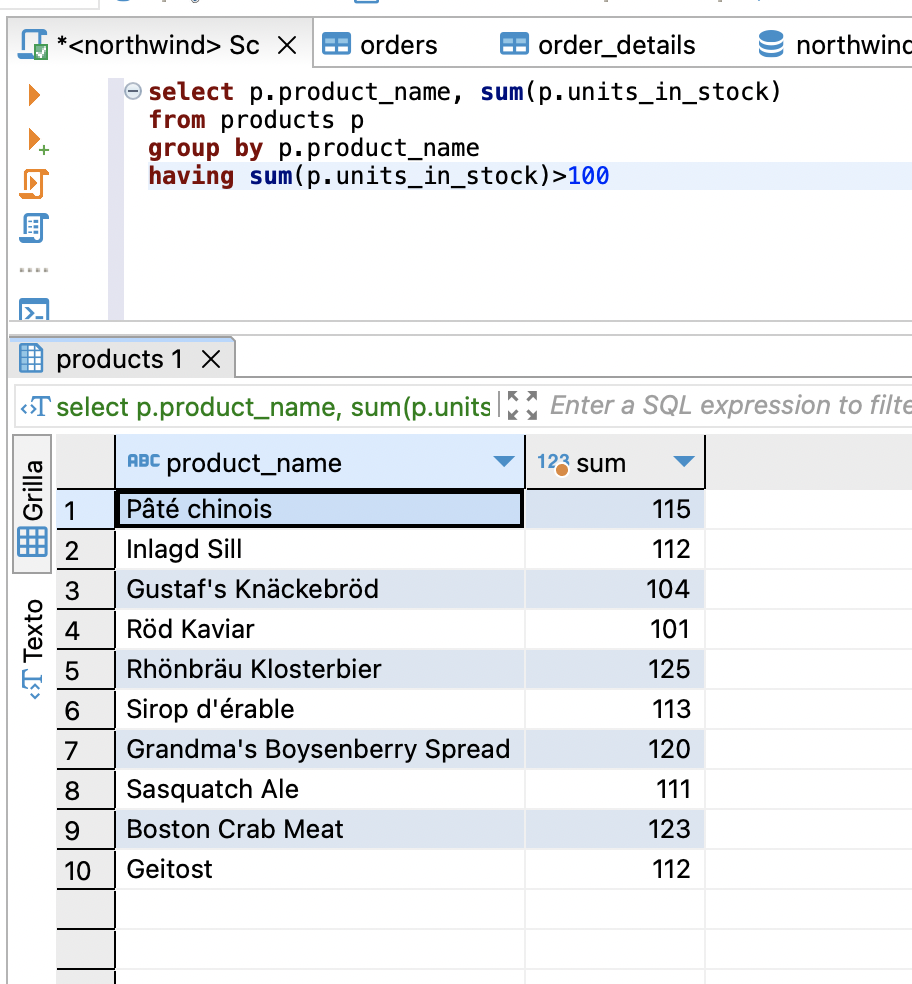 *<northwind> Sc
orders
order_details
northwind
select p.product_name, sum(p.units_in_stock)
from products p
group by p.product_name
having sum(p.units_in_stock)>100
products 1
select p.product_name, sum(p.units
Enter a SQL expression to filte
Grilla
Texto
ABC product_name
123 sum
1 Pâté chinois 115
2 Inlagd Sill 112
3 Gustaf's Knäckebröd 104
4 Röd Kaviar 101
5 Rhönbräu Klosterbier 125
6 Sirop d'érable 113
7 Grandma's Boysenberry Spread 120
8 Sasquatch Ale 111
9 Boston Crab Meat 123
10 Geitost 112